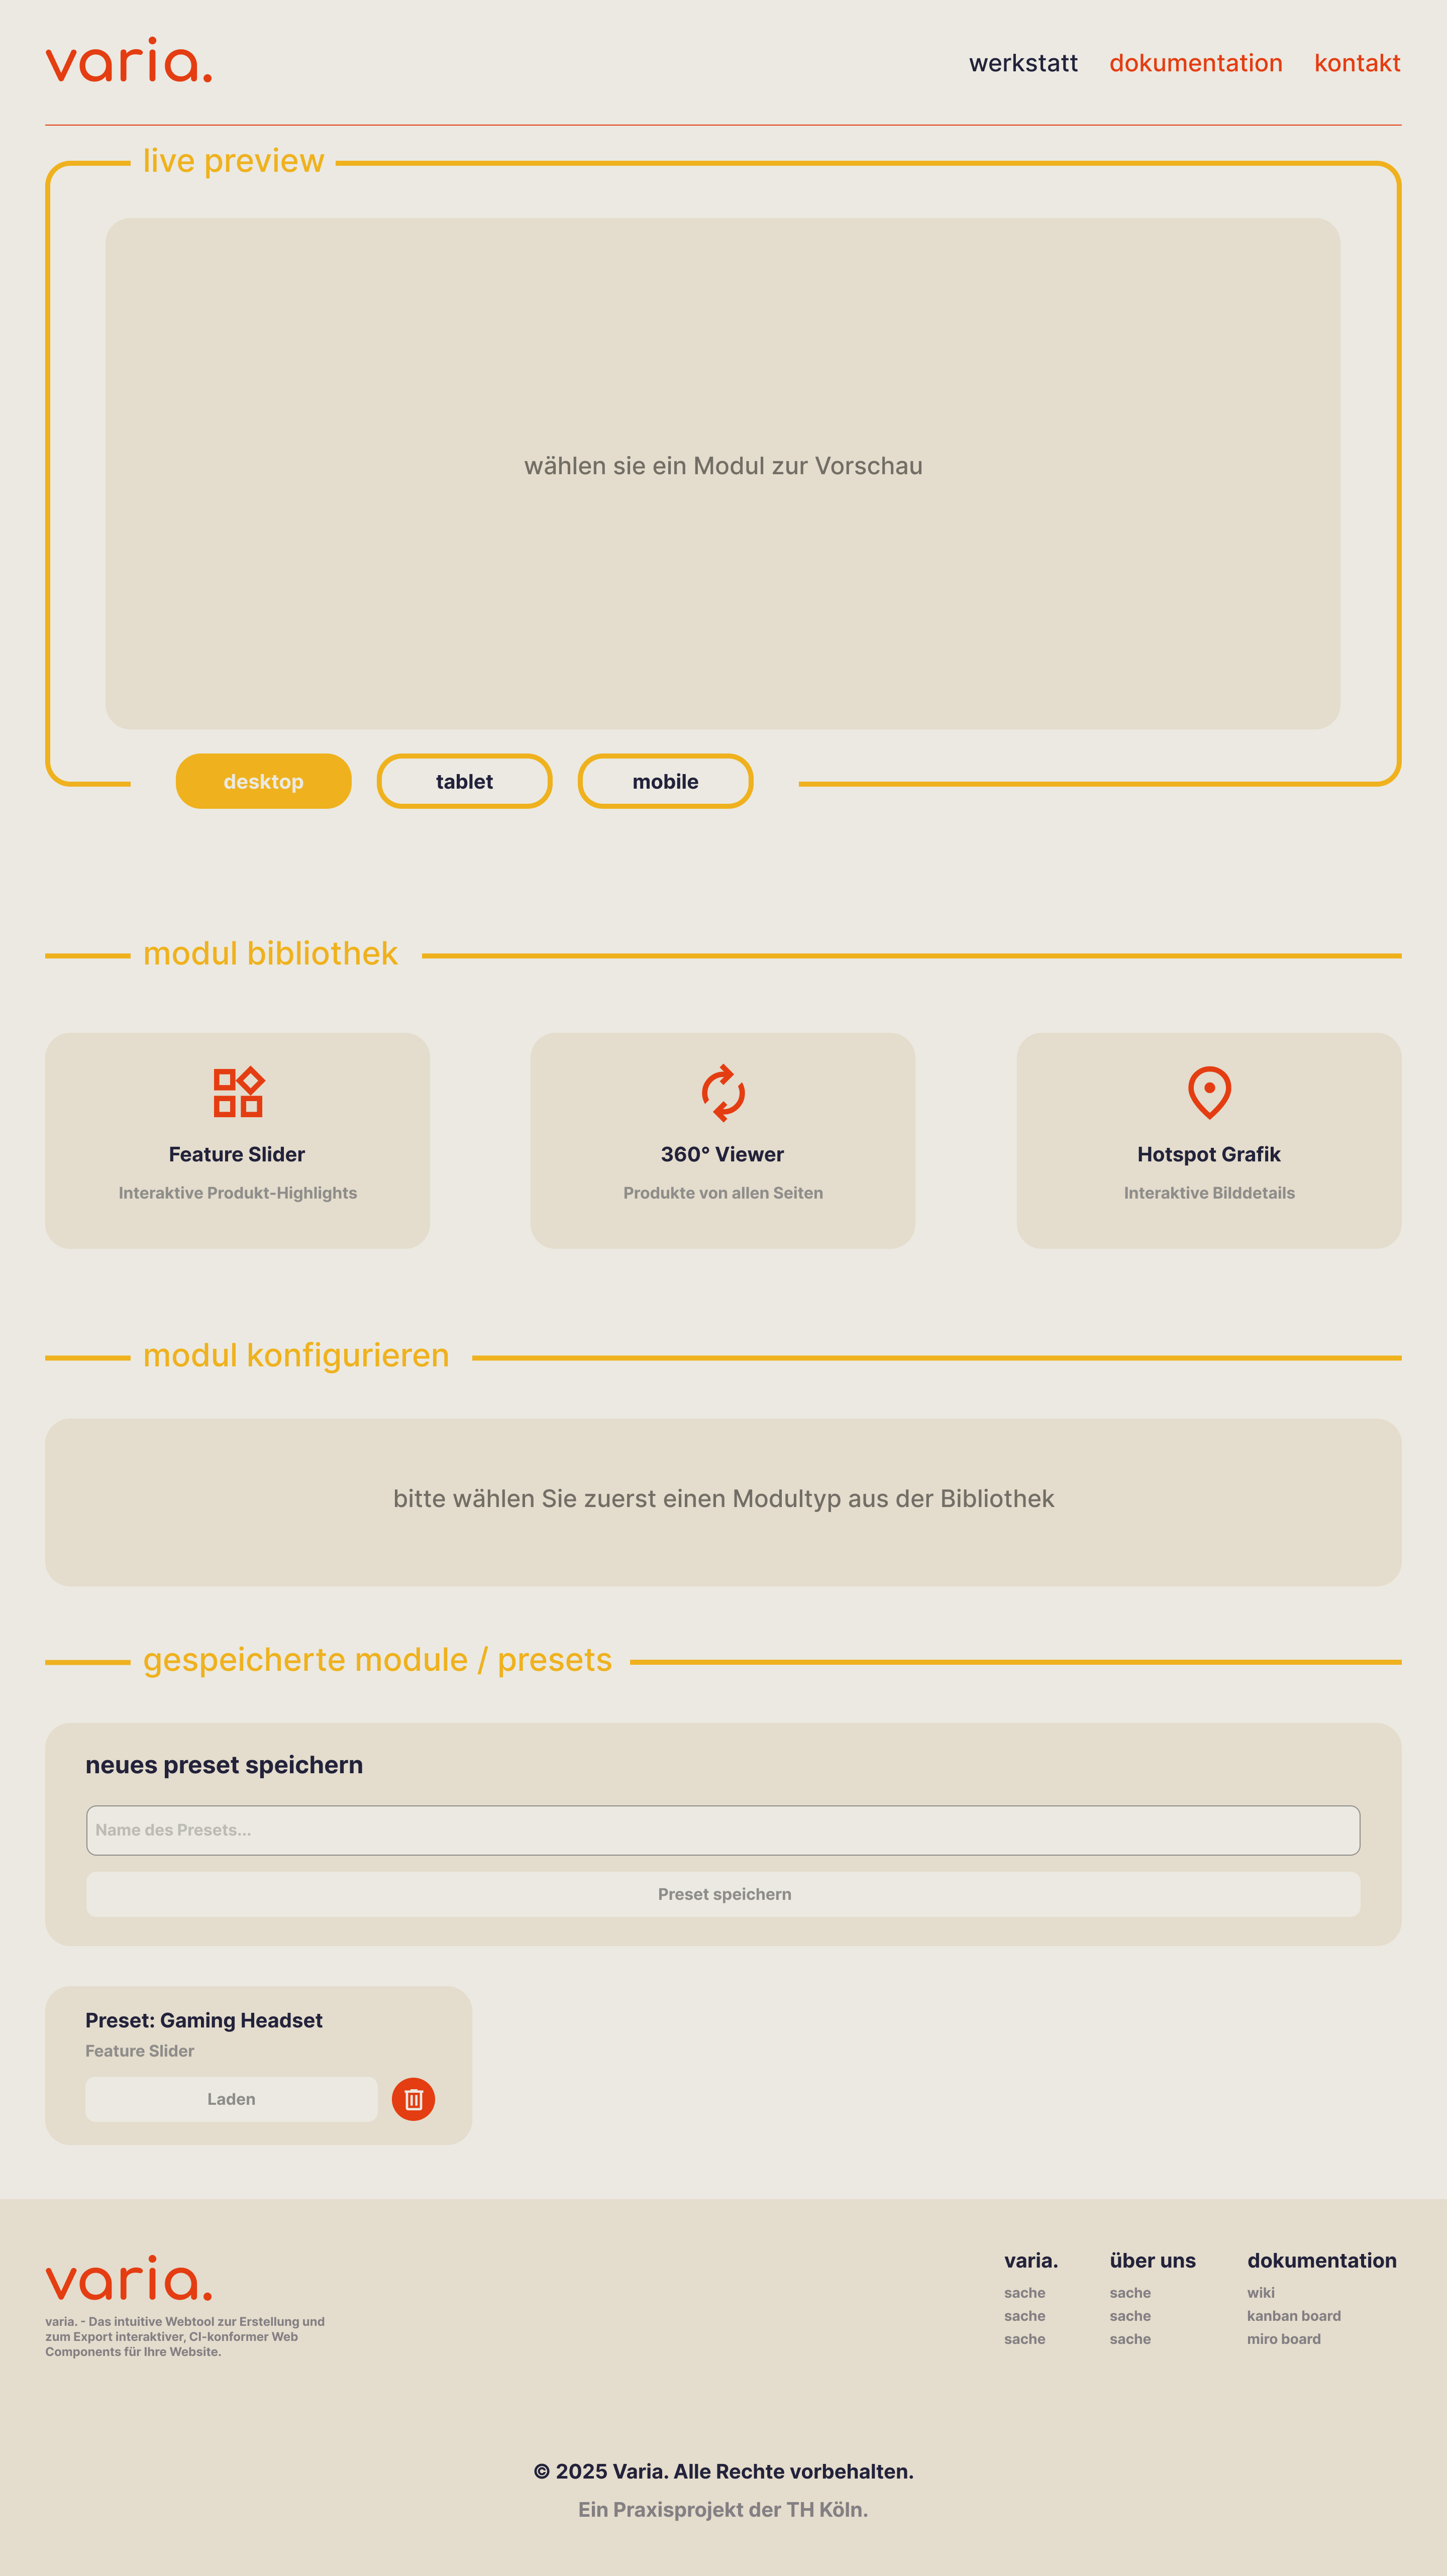 varia.
werkstatt dokumentation kontakt
live preview
wählen sie ein Modul zur Vorschau
desktop tablet mobile
modul bibliothek
Feature Slider
Interaktive Produkt-Highlights
360° Viewer
Produkte von allen Seiten
Hotspot Grafik
Interaktive Bilddetails
modul konfigurieren
bitte wählen Sie zuerst einen Modultyp aus der Bibliothek
gespeicherte module / presets
neues preset speichern
Name des Presets...
Preset speichern
Preset: Gaming Headset
Feature Slider
Laden
varia.
varia. - Das intuitive Webtool zur Erstellung und
zum Export interaktiver, CI-konformer Web
Components für Ihre Website.
varia.
sache
sache
sache
über uns
sache
sache
sache
dokumentation
wiki
kanban board
miro board
© 2025 Varia. Alle Rechte vorbehalten.
Ein Praxisprojekt der TH Köln.